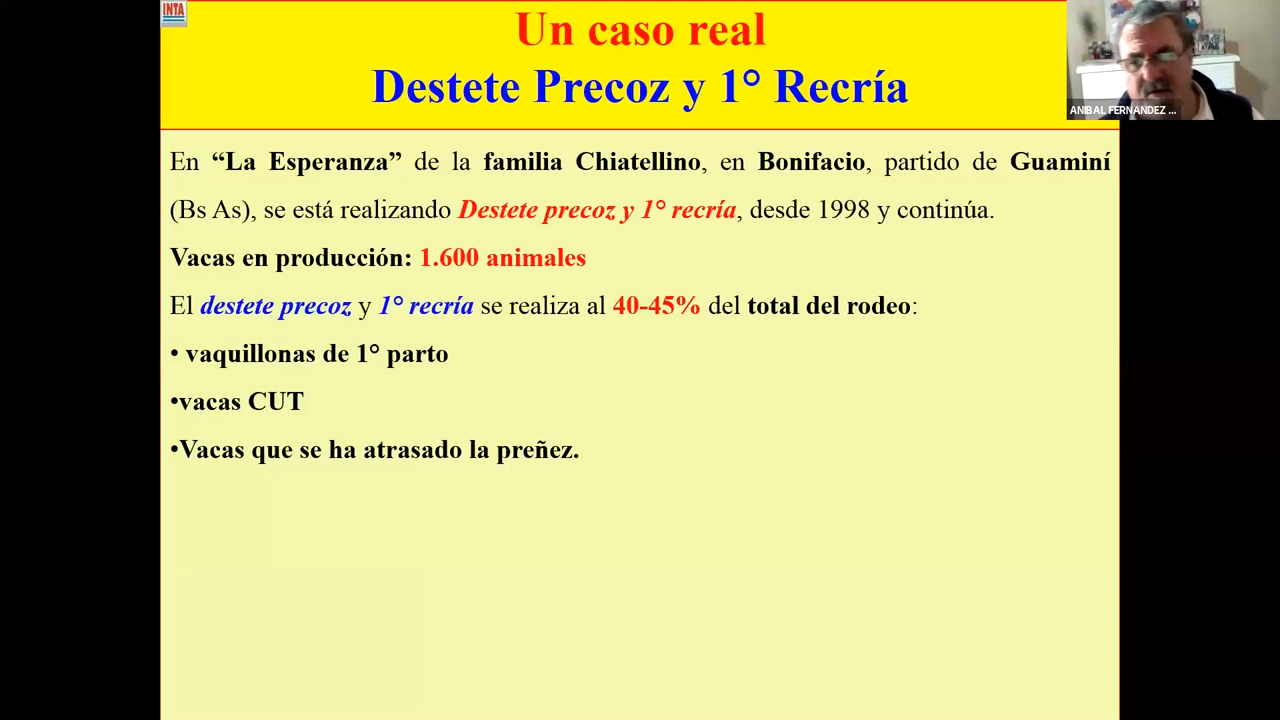 INTA
Un caso real
Destete Precoz y 1° Recría
ANIBAL FERNANDEZ ...
En “La Esperanza” de la familia Chiatellino, en Bonifacio, partido de Guaminí
(Bs As), se está realizando Destete precoz y 1° recría, desde 1998 y continúa.
Vacas en producción: 1.600 animales
El destete precoz y 1° recría se realiza al 40-45% del total del rodeo:
• vaquillonas de 1° parto
•vacas CUT
•Vacas que se ha atrasado la preñez.